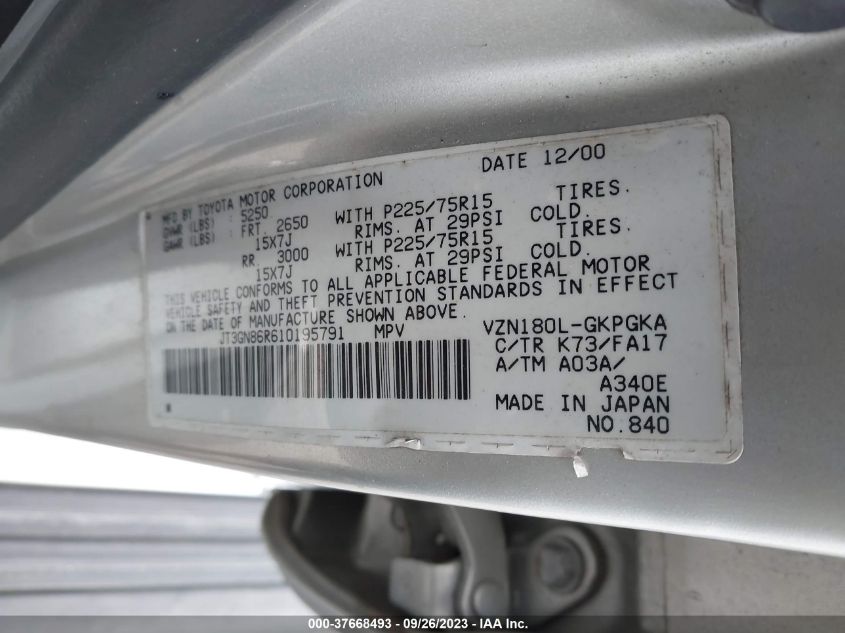 DATE 12/00
MFD BY TOYOTA MOTOR CORPORATION
GVWR (LBS) : 5250
GAWR (LBS) : FRT. 2650 WITH P225/75R15 TIRES.
15X7J RIMS. AT 29PSI COLD.
RR. 3000 WITH P225/75R15 TIRES.
15X7J RIMS. AT 29PSI COLD.
THIS VEHICLE CONFORMS TO ALL APPLICABLE FEDERAL MOTOR
VEHICLE SAFETY AND THEFT PREVENTION STANDARDS IN EFFECT
ON THE DATE OF MANUFACTURE SHOWN ABOVE.
JT3GN86R610195791 MPV VZN180L-GKPGKA
C/TR K73/FA17
A/TM A03A/
A340E
MADE IN JAPAN
NO.840
000-37668493 - 09/26/2023 - IAAI.COM